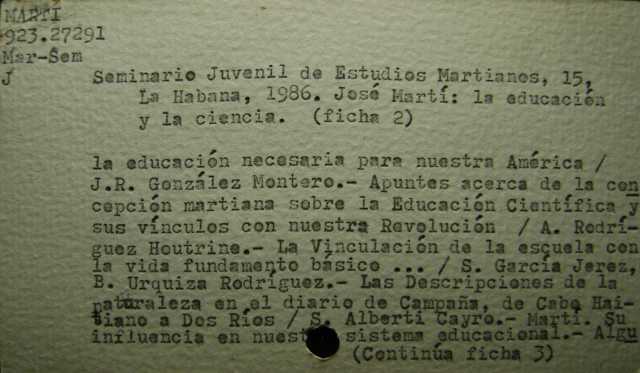 MARTI
923.27291
Mar-Sem
J Seminario Juvenil de Estudios Martianos, 15,
La Habana, 1986. José Martí: la educación
y la ciencia. (ficha 2)
la educación necesaria para nuestra América /
J.R. González Montero.- Apuntes acerca de la con
cepción martiana sobre la Educación Científica y
sus vínculos con nuestra Revolución / A. Rodrí-
guez Houtrine.- La Vinculación de la escuela con
la vida fundamento básico ... / S. García Jerez,
B. Urquiza Rodríguez.- Las Descripciones de la
naturaleza en el diario de Campaña, de Cabo Hai-
tiano a Dos Ríos / S. Alberti Cayro.- Martí. Su
influencia en nuestro sistema educacional.- Algu
(Continúa ficha 3)